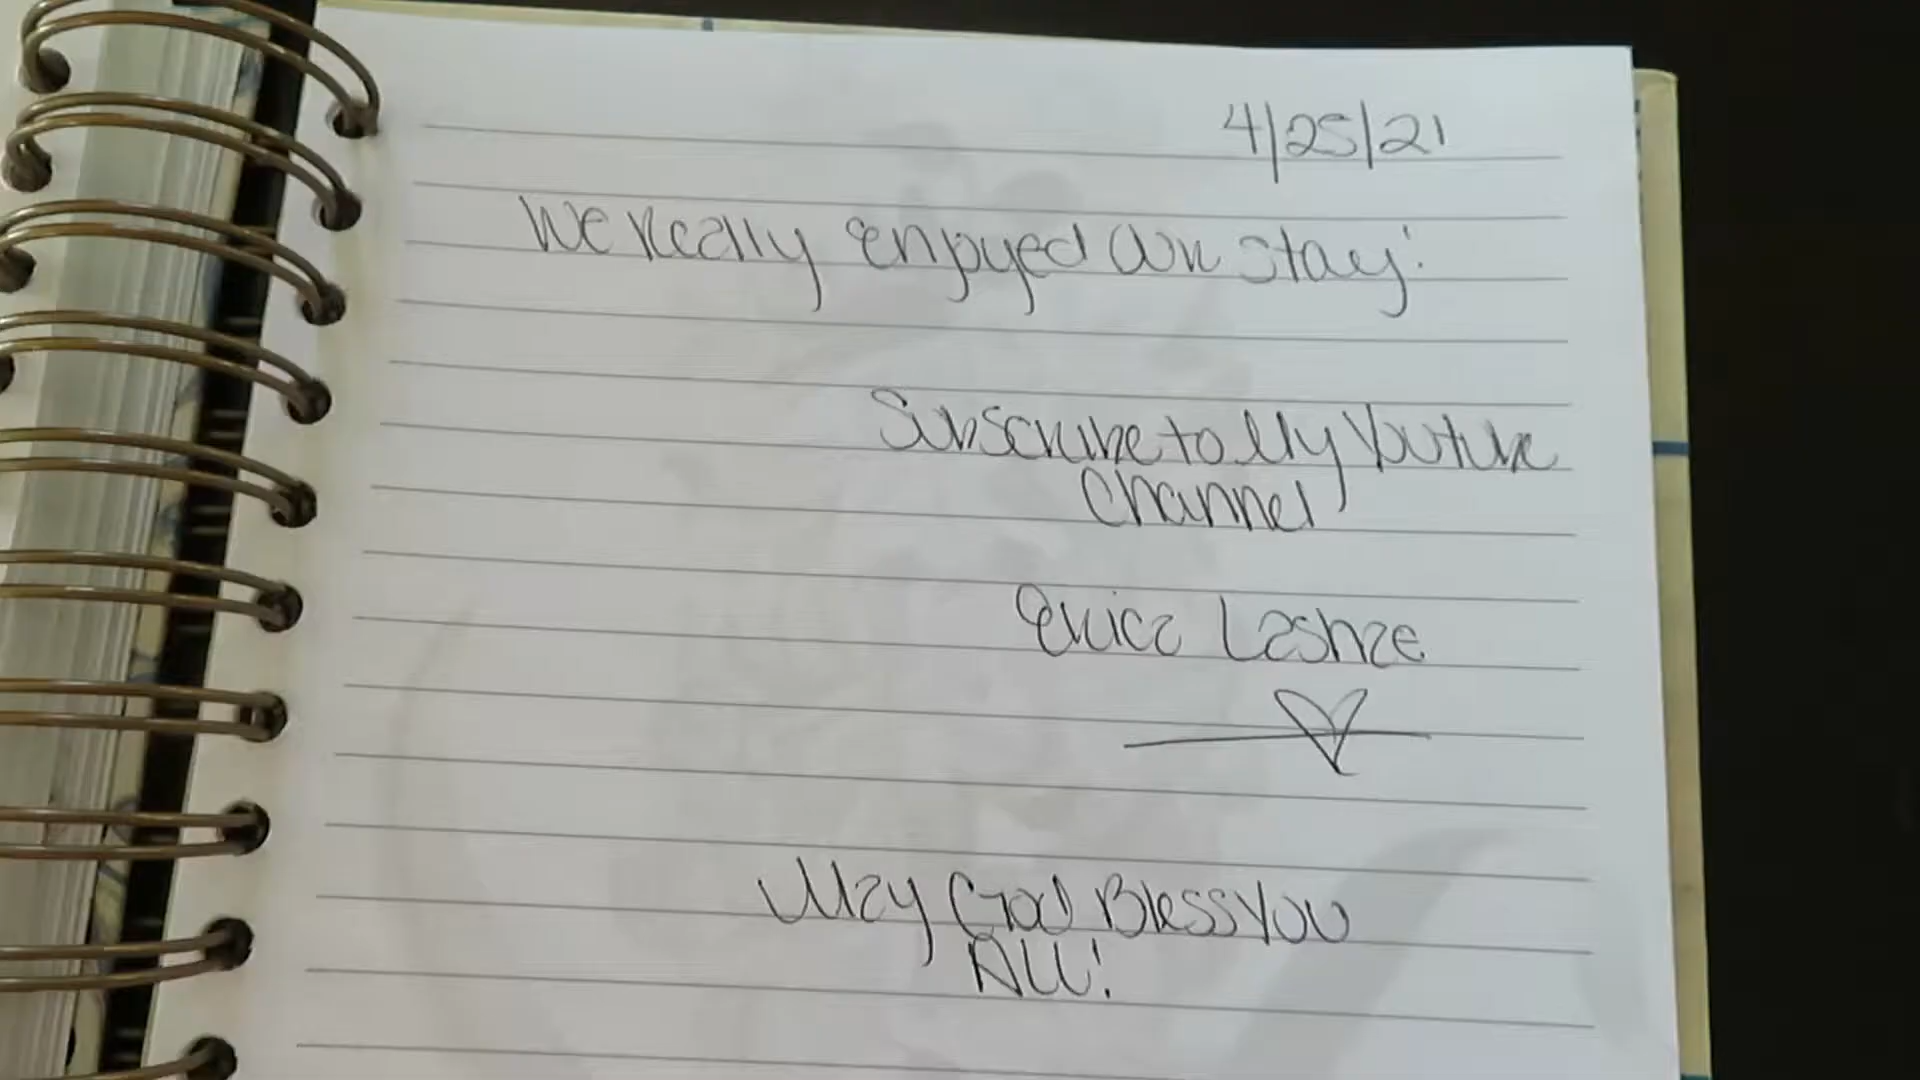 4/25/21
We Really enjoyed our stay!
Subscribe to My Youtube
Channel
Erica Lashae
May God Bless You
All!